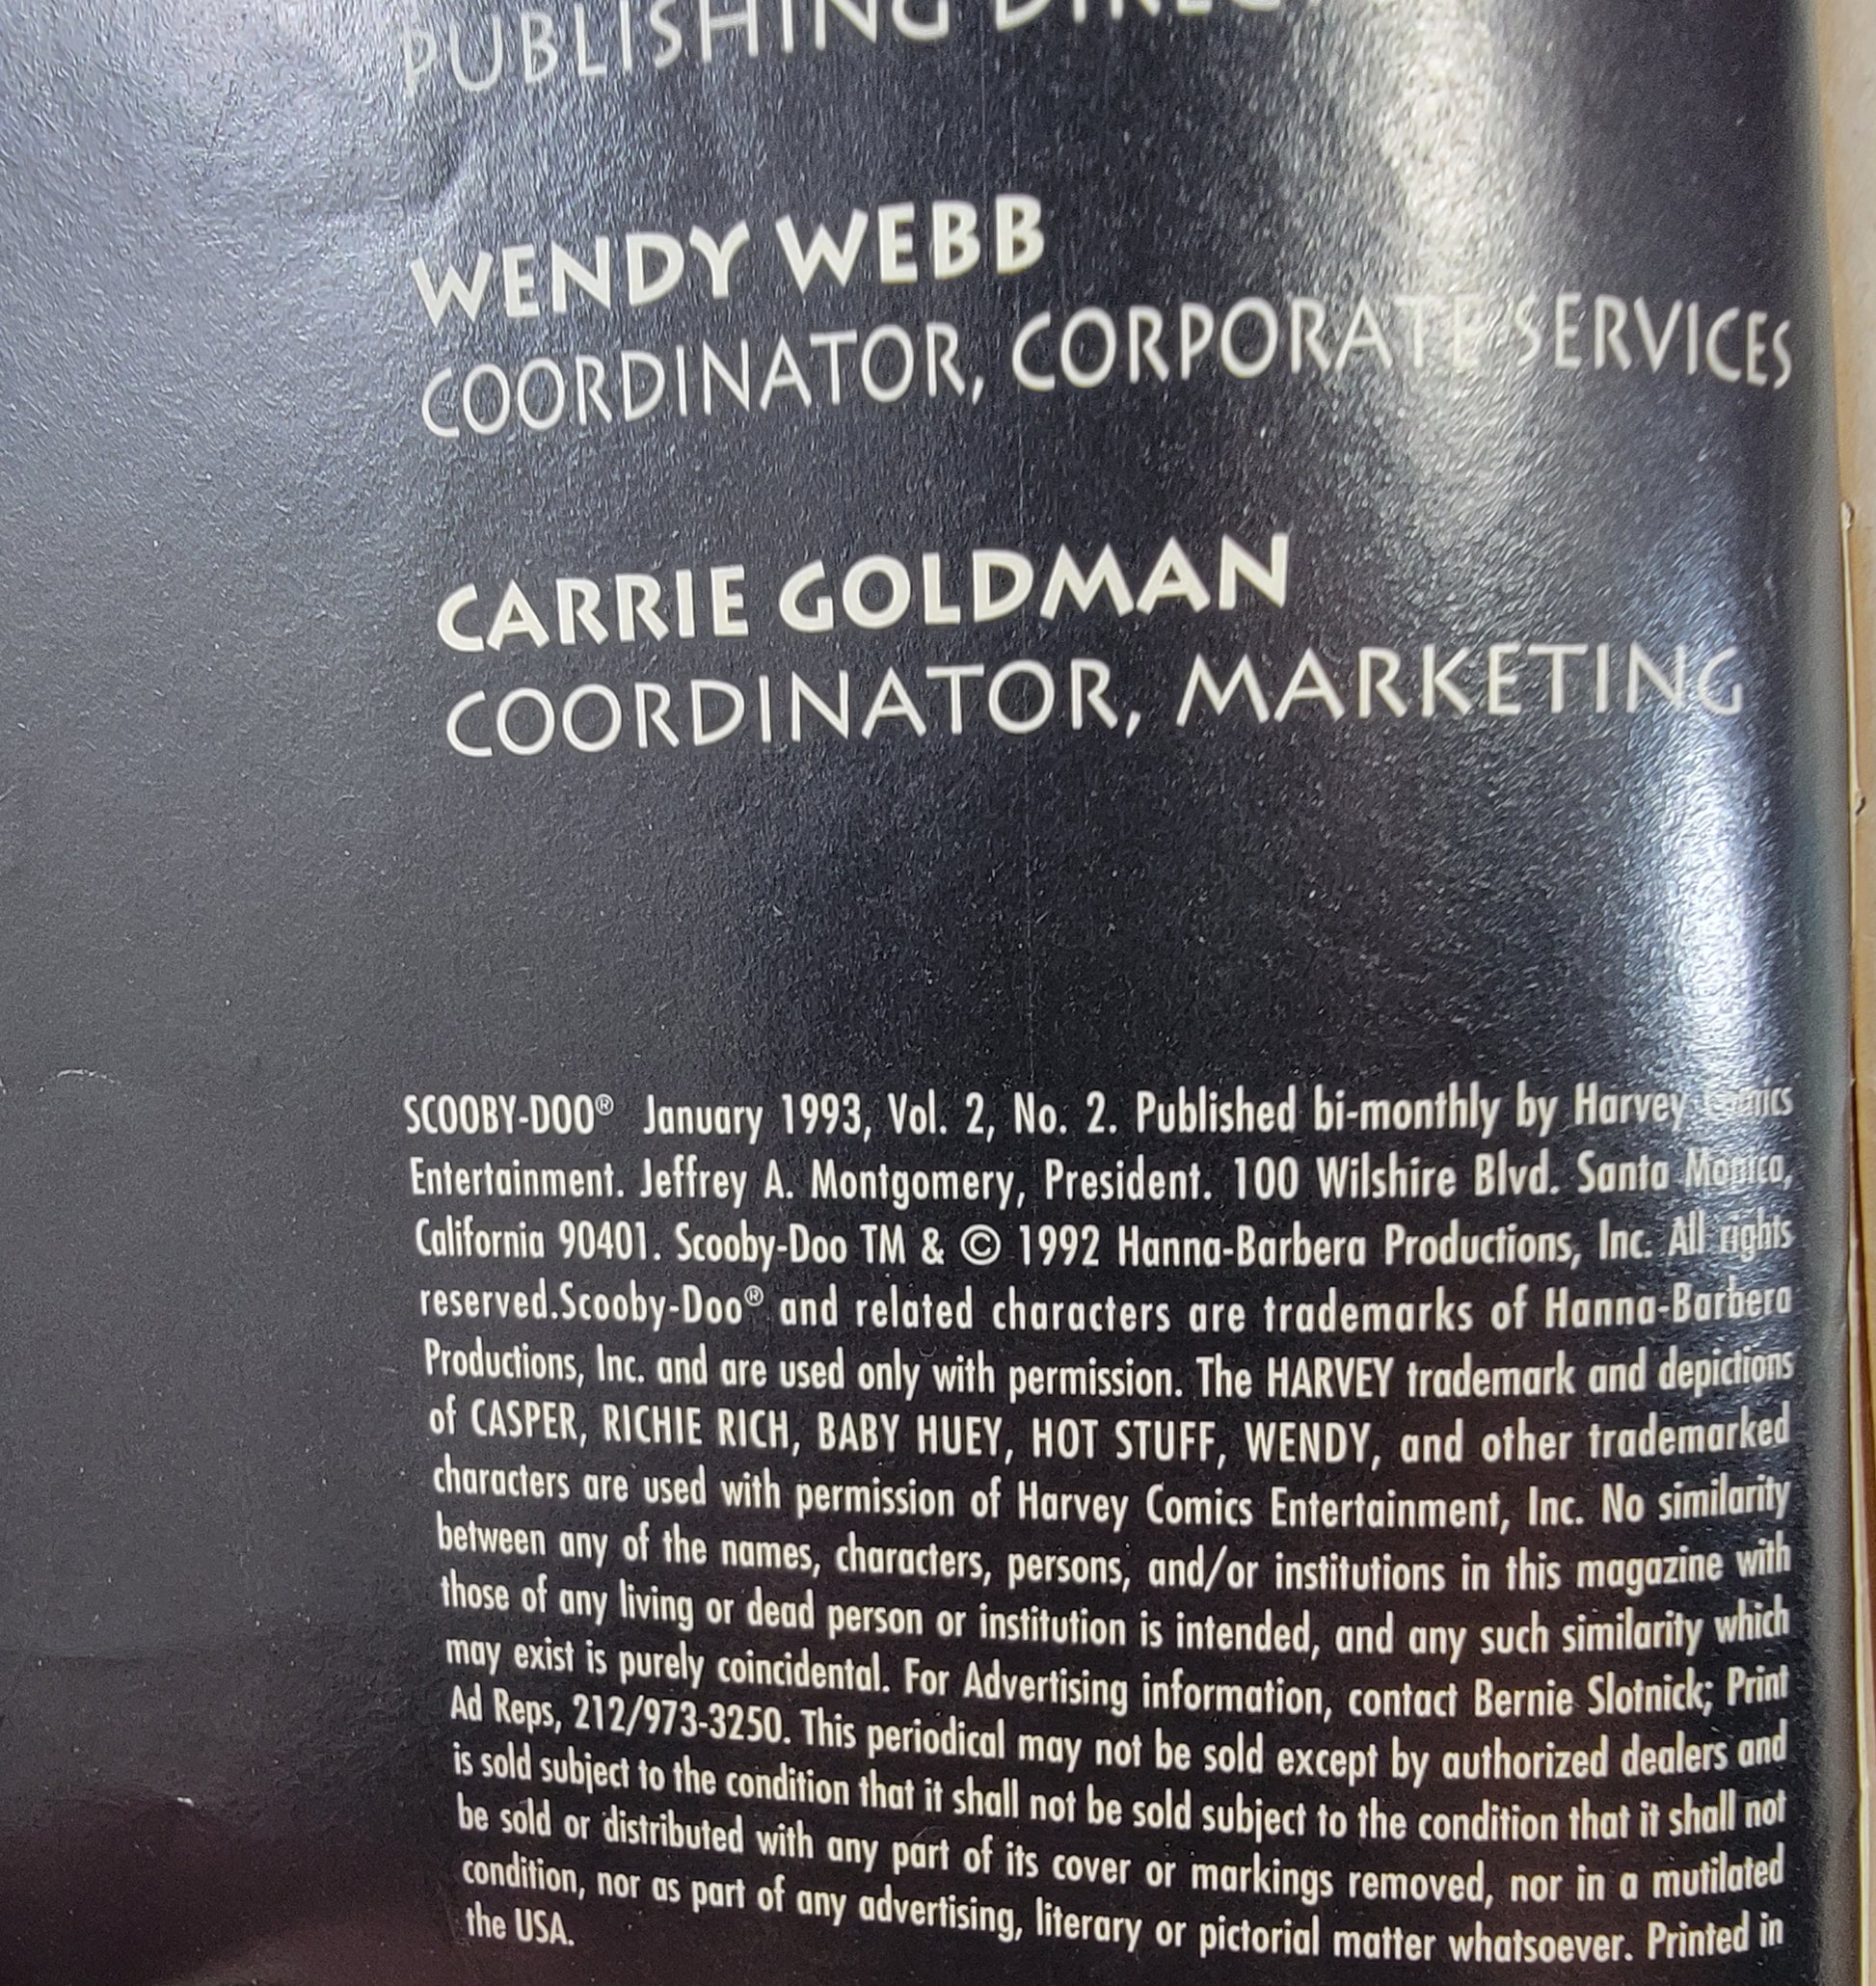 PUBLISHING
WENDY WEBB
COORDINATOR, CORPORATE SERVICES
CARRIE GOLDMAN
COORDINATOR, MARKETING
SCOOBY-DOO® January 1993, Vol. 2, No. 2. Published bi-monthly by Harvey Comics
Entertainment. Jeffrey A. Montgomery, President. 100 Wilshire Blvd. Santa Monica,
California 90401. Scooby-Doo TM & © 1992 Hanna-Barbera Productions, Inc. All rights
reserved.Scooby-Doo® and related characters are trademarks of Hanna-Barbera
Productions, Inc. and are used only with permission. The HARVEY trademark and depictions
of CASPER, RICHIE RICH, BABY HUEY, HOT STUFF, WENDY, and other trademarked
characters are used with permission of Harvey Comics Entertainment, Inc. No similarity
between any of the names, characters, persons, and/or institutions in this magazine with
those of any living or dead person or institution is intended, and any such similarity which
may exist is purely coincidental. For Advertising information, contact Bernie Slotnick; Print
Ad Reps, 212/973-3250. This periodical may not be sold except by authorized dealers and
is sold subject to the condition that it shall not be sold subject to the condition that it shall not
be sold or distributed with any part of its cover or markings removed, nor in a mutilated
condition, nor as part of any advertising, literary or pictorial matter whatsoever. Printed in
the USA.